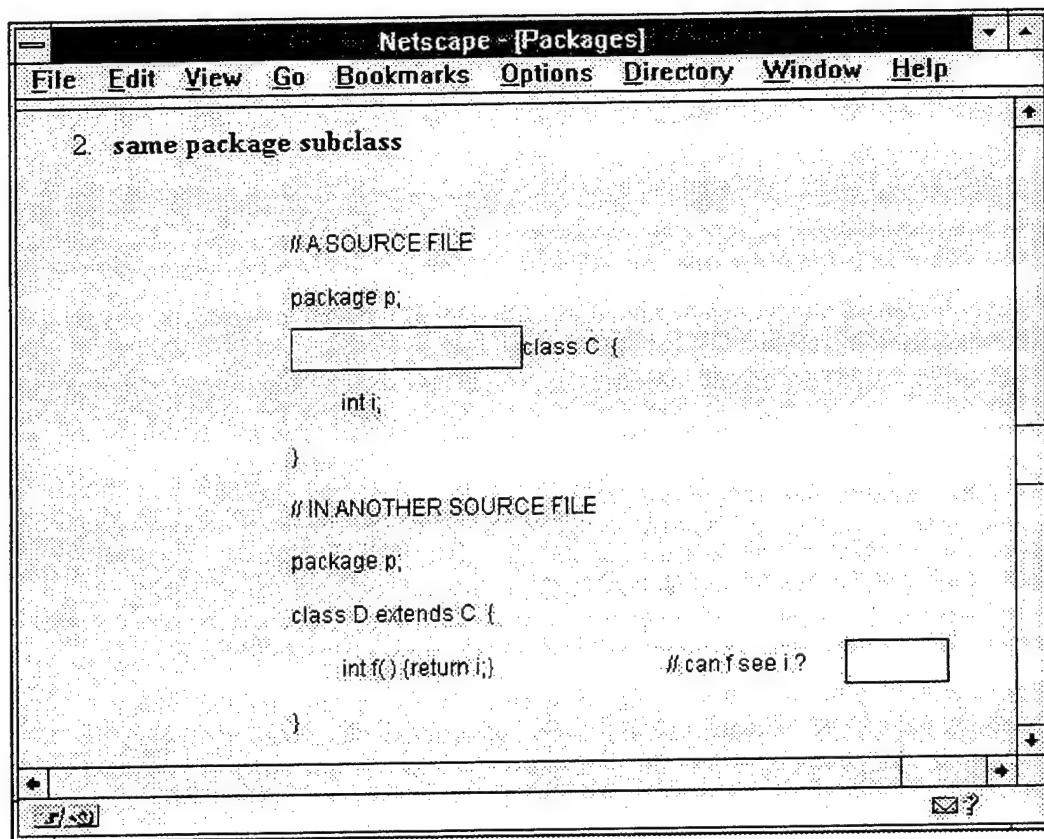 Netscape - [Packages]
File Edit View Go Bookmarks Options Directory Window Help
2. same package subclass
// A SOURCE FILE
package p;
class C {
int i;
}
// IN ANOTHER SOURCE FILE
package p;
class D extends C {
int f( ) {return i;} // can f see i ?
}
?